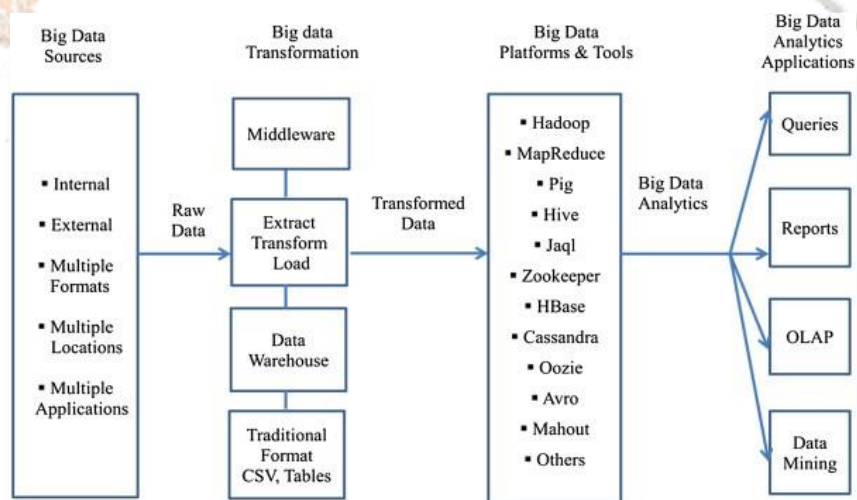 Big Data
Sources
Big data
Transformation
Big Data
Platforms & Tools
Big Data
Analytics
Applications
▪ Internal
▪ External
▪ Multiple
Formats
▪ Multiple
Locations
▪ Multiple
Applications
Raw
Data
Middleware
Extract
Transform
Load
Data
Warehouse
Traditional
Format
CSV, Tables
Transformed
Data
▪ Hadoop
▪ MapReduce
▪ Pig
▪ Hive
▪ Jaql
▪ Zookeeper
▪ HBase
▪ Cassandra
▪ Oozie
▪ Avro
▪ Mahout
▪ Others
Big Data
Analytics
Queries
Reports
OLAP
Data
Mining